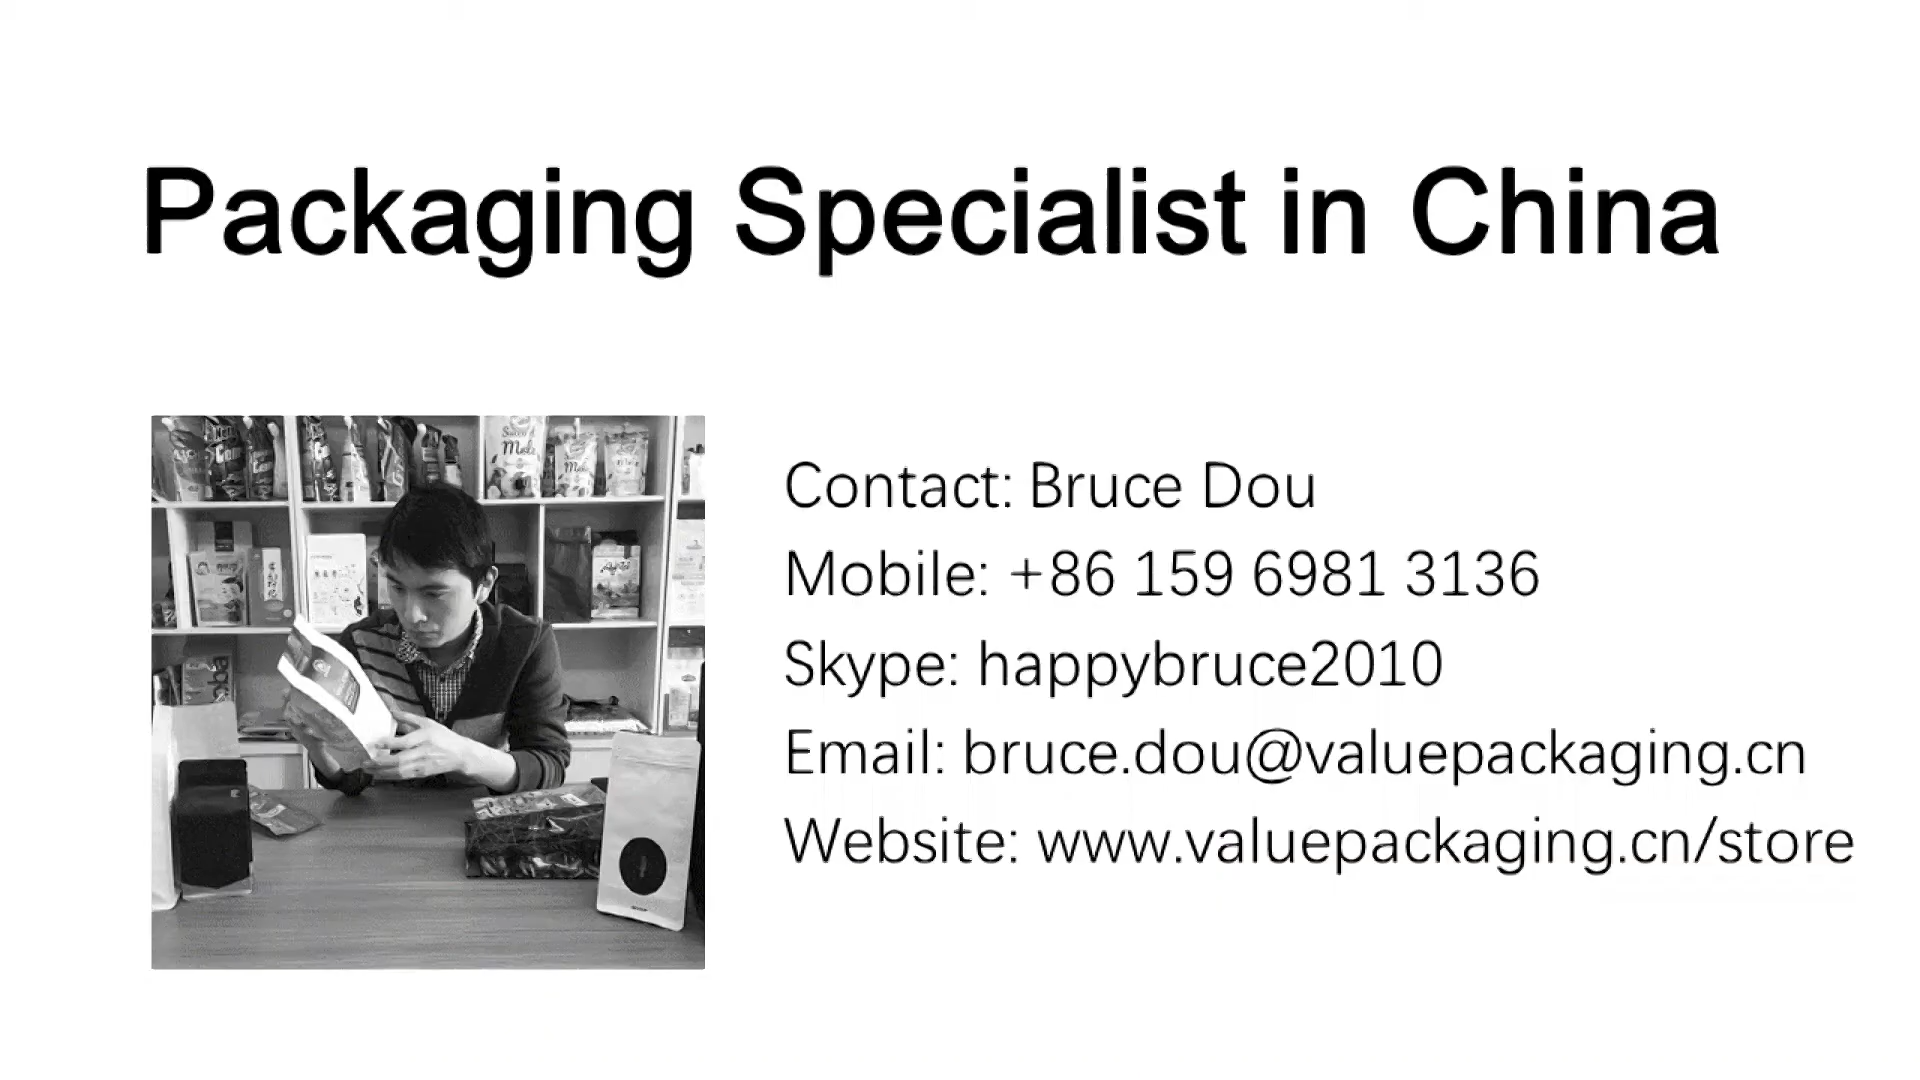 Packaging Specialist in China
Contact: Bruce Dou
Mobile: +86 159 6981 3136
Skype: happybruce2010
Email: bruce.dou@valuepackaging.cn
Website: www.valuepackaging.cn/store